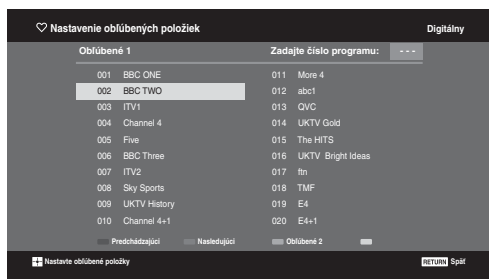 ♡ Nastavenie obľúbených položiek Digitálny
Obľúbené 1 Zadajte číslo programu: ---
001 BBC ONE 011 More 4
002 BBC TWO 012 abc1
003 ITV1 013 QVC
004 Channel 4 014 UKTV Gold
005 Five 015 The HITS
006 BBC Three 016 UKTV Bright Ideas
007 ITV2 017 ftn
008 Sky Sports 018 TMF
009 UKTV History 019 E4
010 Channel 4+1 020 E4+1
Predchádzajúci Nasledujúci Obľúbené 2
Nastavte obľúbené položky RETURN Späť